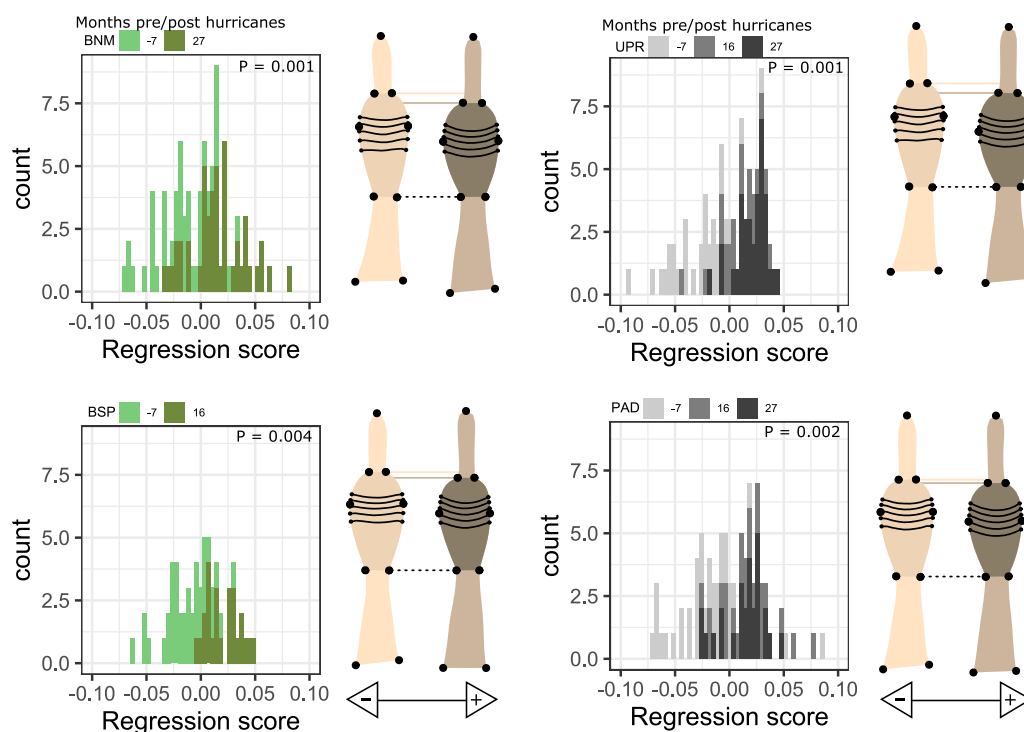 Months pre/post hurricanes
BNM -7 27
P = 0.001
7.5
5.0
2.5
0.0
count
-0.10 -0.05 0.00 0.05 0.10
Regression score
Months pre/post hurricanes
UPR -7 16 27
P = 0.001
7.5
5.0
2.5
0.0
count
-0.10 -0.05 0.00 0.05 0.10
Regression score
BSP -7 16
P = 0.004
7.5
5.0
2.5
0.0
count
-0.10 -0.05 0.00 0.05 0.10
Regression score
- +
PAD -7 16 27
P = 0.002
7.5
5.0
2.5
0.0
count
-0.10 -0.05 0.00 0.05 0.10
Regression score
- +